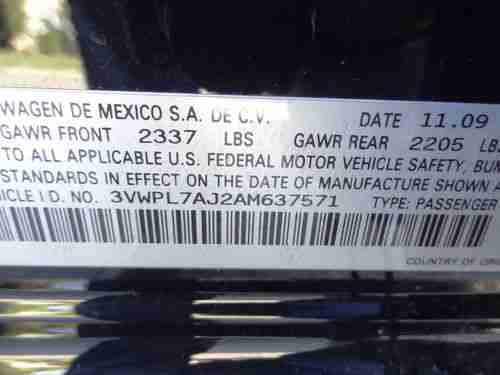 WAGEN DE MEXICO S.A. DE C.V. DATE 11.09
GAWR FRONT 2337 LBS GAWR REAR 2205 LB
TO ALL APPLICABLE U.S. FEDERAL MOTOR VEHICLE SAFETY, BUM
STANDARDS IN EFFECT ON THE DATE OF MANUFACTURE SHOWN
ICLE I D. NO. 3VWPL7AJ2AM637571 TYPE: PASSENGER
COUNTRY OF ORI